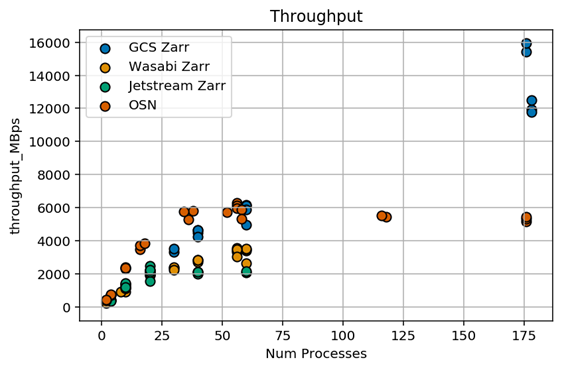 Throughput
GCS Zarr
Wasabi Zarr
Jetstream Zarr
OSN
throughput_MBps
16000
14000
12000
10000
8000
6000
4000
2000
0
0 25 50 75 100 125 150 175
Num Processes